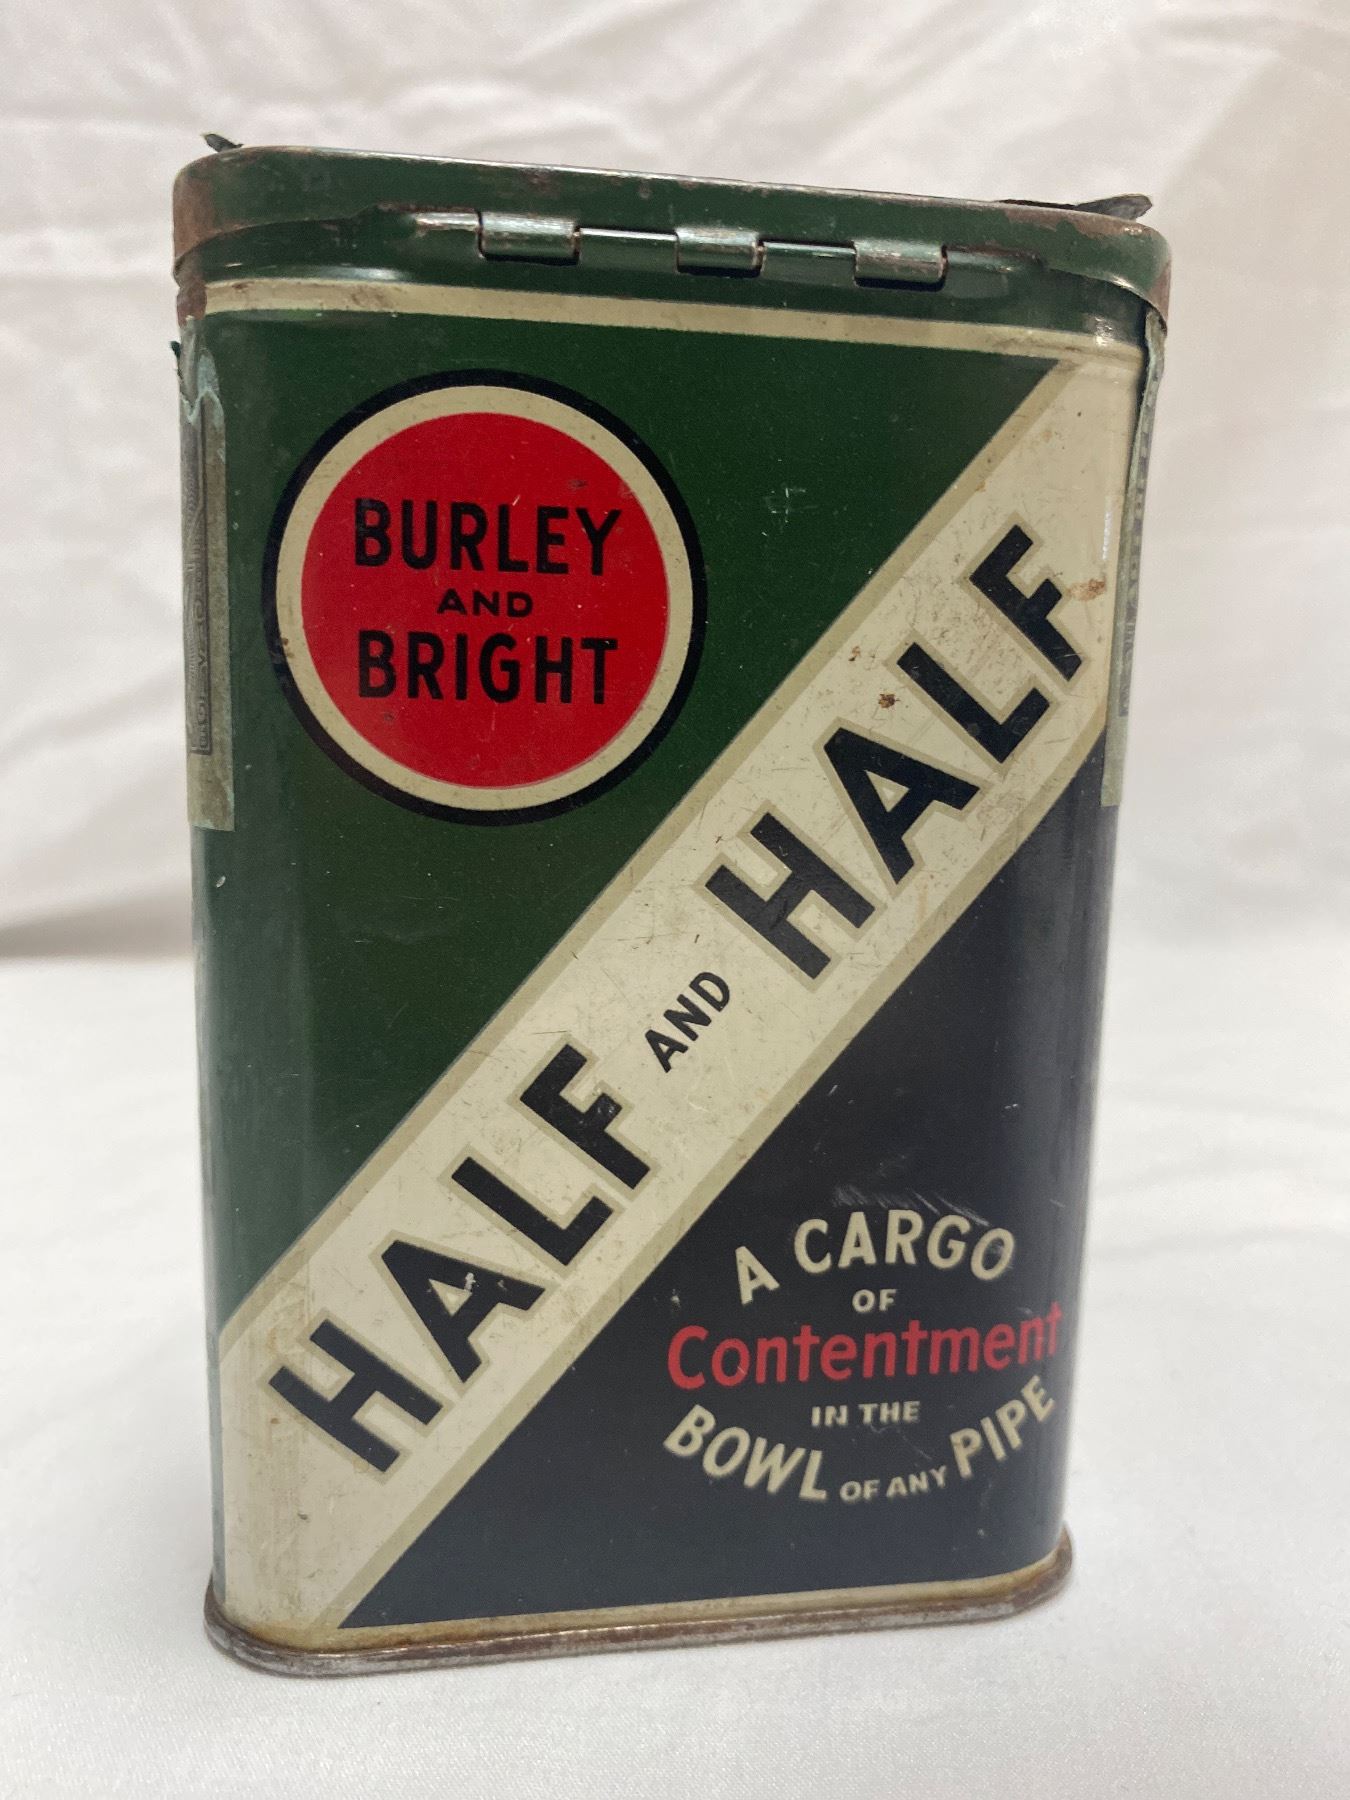 BURLEY
AND
BRIGHT
HALF AND HALF
A CARGO
OF
Contentment
IN THE
BOWL OF ANY PIPE